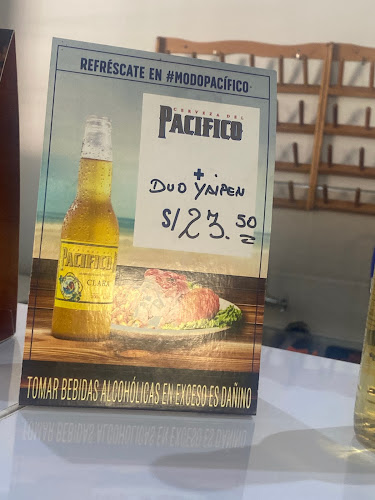 REFRÉSCATE EN #MODOPACÍFICO
CERVEZA DEL
PACIFICO
+
DUO YAIPEN
S/23.50
PACIFICO
CLARA
TOMAR BEBIDAS ALCOHÓLICAS EN EXCESO ES DAÑINO